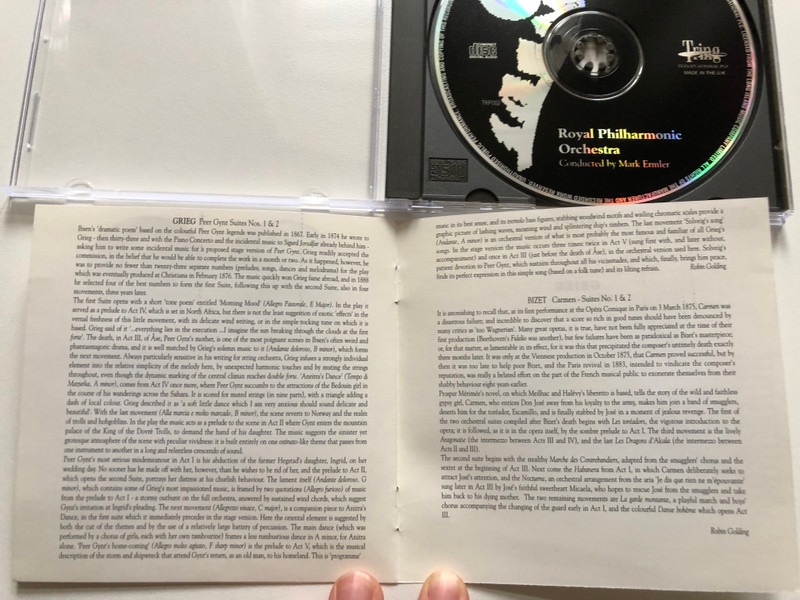 COMPACT
disc
DIGITAL AUDIO
Tring
MADE IN THE U.K
TRP002
Royal Philharmonic
Orchestra
Conducted by Mark Ermler
GRIEG Peer Gynt Suites Nos. 1 & 2
Ibsen's 'dramatic poem' based on the colourful Peer Gynt legend was published in 1867. Early in 1874 he wrote to
Grieg - then thirty-three and with the Piano Concerto and the incidental music to Sigurd Jorsalfar already behind him -
asking him to write some incidental music for a proposed stage version of Peer Gynt. Grieg readily accepted the
commission, in the belief that he would be able to complete the work in a month or two. As it happened, however, he
was to provide no fewer than twenty-three separate numbers (preludes, songs, dances and melodrama) for the play
which was eventually produced at Christiania in February 1876. The music quickly won Grieg fame abroad, and in 1888
he selected four of the best numbers to form the first Suite, following this up with the second Suite, also in four
movements, three years later.
The first Suite opens with a short 'tone poem' entitled 'Morning Mood' (Allegro Pastorale, E Major). In the play it
served as a prelude to Act IV, which is set in North Africa, but there is not the least suggestion of exotic 'effects' in the
vernal freshness of this little movement, with its delicate wind writing, or in the simple rocking tune on which it is
based. Grieg said of it '...everything lies in the execution ...I imagine the sun breaking through the clouds at the first
forte'. The death, in Act III, of Åse, Peer Gynt's mother, is one of the most poignant scenes in Ibsen's often weird and
phantasmagoric drama, and it is well matched by Grieg's solemn music to it (Andante doloroso, B minor), which forms
the next movement. Always particularly sensitive in his writing for string orchestra, Grieg infuses a strongly individual
element into the relative simplicity of the melody here, by unexpected harmonic touches and by muting the strings
throughout, even though the dynamic marking of the central climax reaches double forte. 'Anitra's Dance' (Tempo di
Mazurka, A minor), comes from Act IV once more, where Peer Gynt succumbs to the attractions of the Bedouin girl in
the course of his wanderings across the Sahara. It is scored for muted strings (in nine parts), with a triangle adding a
dash of local colour. Grieg described it as 'a soft little dance which I am very anxious should sound delicate and
beautiful'. With the last movement (Alla marcia e molto marcato, B minor), the scene reverts to Norway and the realm
of trolls and hobgoblins. In the play the music acts as a prelude to the scene in Act II where Gynt enters the mountain
palace of the King of the Dovre Trolls, to demand the hand of his daughter. The music suggests the sinister yet
grotesque atmosphere of the scene with peculiar vividness: it is built entirely on one ostinato-like theme that passes from
one instrument to another in a long and relentless crescendo of sound.
Peer Gynt's most serious misdemeanour is his abduction of the farmer Hegstad's daughter, Ingrid, on her
wedding day. No sooner has he made off with her, however, than he wishes to be rid of her, and the prelude to Act II,
which opens the second Suite, portrays her distress at his churlish behaviour. The lament itself (Andante doloroso, G
minor), which contains some of Grieg's most impassioned music, is framed by two quotations (Allegro furioso) of music
from the prelude to Act I - a stormy outburst on the full orchestra, answered by sustained wind chords, which suggest
Gynt's irritation at Ingrid's pleading. The next movement (Allegretto vivace, C major), is a companion piece to Anitra's
Dance, in the first suite which it immediately precedes in the stage version. Here the oriental element is suggested by
both the cut of the themes and by the use of a relatively large battery of percussion. The main dance (which was
performed by a chorus of girls, each with her own tambourine) frames a less rumbustious dance in A minor, for Anitra
alone. 'Peer Gynt's home-coming' (Allegro molto agitato, F sharp minor) is the prelude to Act V, which is the musical
description of the storm and shipwreck that attend Gynt's return, as an old man, to his homeland. This is 'programme'
music in its best sense, and its tremolo bass figures, stabbing woodwind motifs and wailing chromatic scales provide a
graphic picture of lashing waves, moaning wind and splintering ship's timbers. The last movement 'Solveig's song'
(Andante, A minor) is an orchestral version of what is most probably the most famous and familiar of all Grieg's
songs. In the stage version the music occurs three times: twice in Act V (sung first with, and later without,
accompaniment) and once in Act III (just before the death of Åse), in the orchestral version used here. Solveig's
patient devotion to Peer Gynt, which sustains throughout all his vicissitudes, and which, finally, brings him peace,
finds its perfect expression in this simple song (based on a folk tune) and its lilting refrain.
Robin Golding
BIZET Carmen - Suites No. 1 & 2
It is astonishing to recall that, at its first performance at the Opéra Comique in Paris on 3 March 1875, Carmen was
a disastrous failure; and incredible to discover that a score so rich in good tunes should have been denounced by
many critics as 'too Wagnerian'. Many great operas, it is true, have not been fully appreciated at the time of their
first production (Beethoven's Fidelio was another), but few failures have been as paradoxical as Bizet's masterpiece;
or, for that matter, as lamentable in its effect, for it was this that precipitated the composer's untimely death exactly
three months later. It was only at the Viennese production in October 1875, that Carmen proved successful, but by
then it was too late to help poor Bizet, and the Paris revival in 1883, intended to vindicate the composer's
reputation, was really a belated effort on the part of the French musical public to exonerate themselves from their
shabby behaviour eight years earlier.
Prosper Mérimée's novel, on which Meilhac and Halévy's libretto is based, tells the story of the wild and faithless
gipsy girl, Carmen, who entices Don José away from his loyalty to the army, makes him join a band of smugglers,
deserts him for the toréador, Escamillo, and is finally stabbed by José in a moment of jealous revenge. The first of
the two orchestral suites compiled after Bizet's death begins with Les toréadors, the vigorous introduction to the
opera; it is followed, as it is in the opera itself, by the sombre prelude to Act I. The third movement is the lively
Aragonaise (the intermezzo between Acts III and IV), and the last Les Dragons d'Alcala (the intermezzo between
Acts II and III).
The second suite begins with the stealthy Marche des Contrebandiers, adapted from the smugglers' chorus and the
sextet at the beginning of Act III. Next come the Habanera from Act I, in which Carmen deliberately seeks to
attract José's attention, and the Nocturne, an orchestral arrangement from the aria 'Je dis que rien ne m'épouvante'
sung later in Act III by José's faithful sweetheart Micaela, who hopes to rescue José from the smugglers and take
him back to his dying mother. The two remaining movements are La garde montante, a playful march and boys'
chorus accompanying the changing of the guard early in Act I, and the colourful Danse bohème which opens Act
III.
Robin Golding